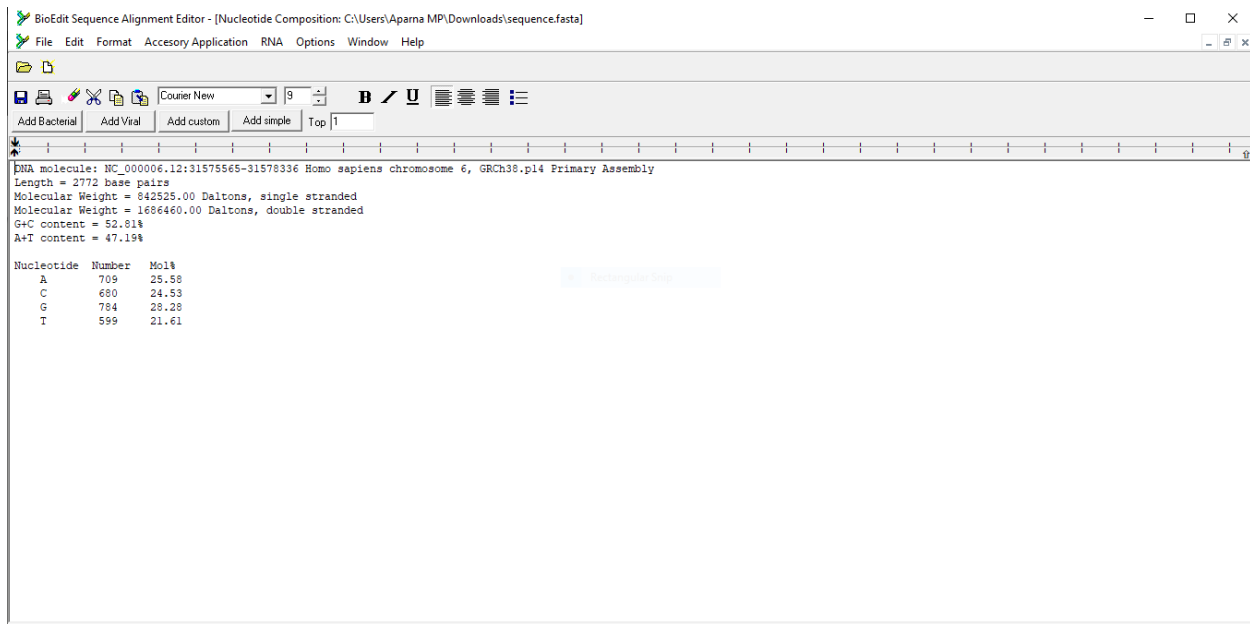 BioEdit Sequence Alignment Editor - [Nucleotide Composition: C:\Users\Aparna MP\Downloads\sequence.fasta]
File Edit Format Accesory Application RNA Options Window Help
Courier New 9 B I U
Add Bacterial Add Viral Add custom Add simple Top 1
DNA molecule: NC_000006.12:31575565-31578336 Homo sapiens chromosome 6, GRCh38.p14 Primary Assembly
Length = 2772 base pairs
Molecular Weight = 842525.00 Daltons, single stranded
Molecular Weight = 1686460.00 Daltons, double stranded
G+C content = 52.81%
A+T content = 47.19%
Nucleotide Number Mol%
A 709 25.58
C 680 24.53
G 784 28.28
T 599 21.61
Rectangular Snip